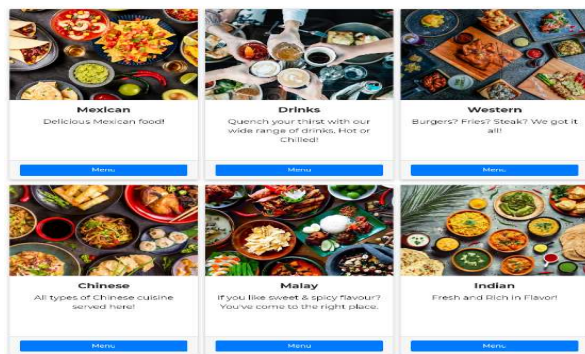 Mexican
Delicious Mexican food!
Menu
Drinks
Quench your thirst with our
wide range of drinks, Hot or
Chilled!
Menu
Western
Burgers? Fries? Steak? We got it
all!
Menu
Chinese
All types of Chinese cuisine
served here!
Menu
Malay
If you like sweet & spicy flavour?
You've come to the right place.
Menu
Indian
Fresh and Rich in Flavor!
Menu